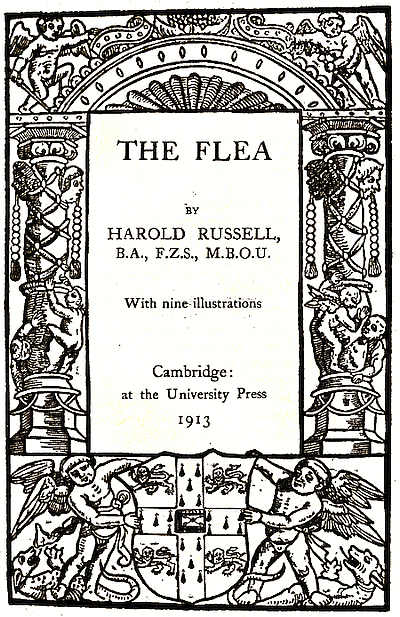 THE FLEA
BY
HAROLD RUSSELL,
B.A., F.Z.S., M.B.O.U.
With nine illustrations
Cambridge:
at the University Press
1913